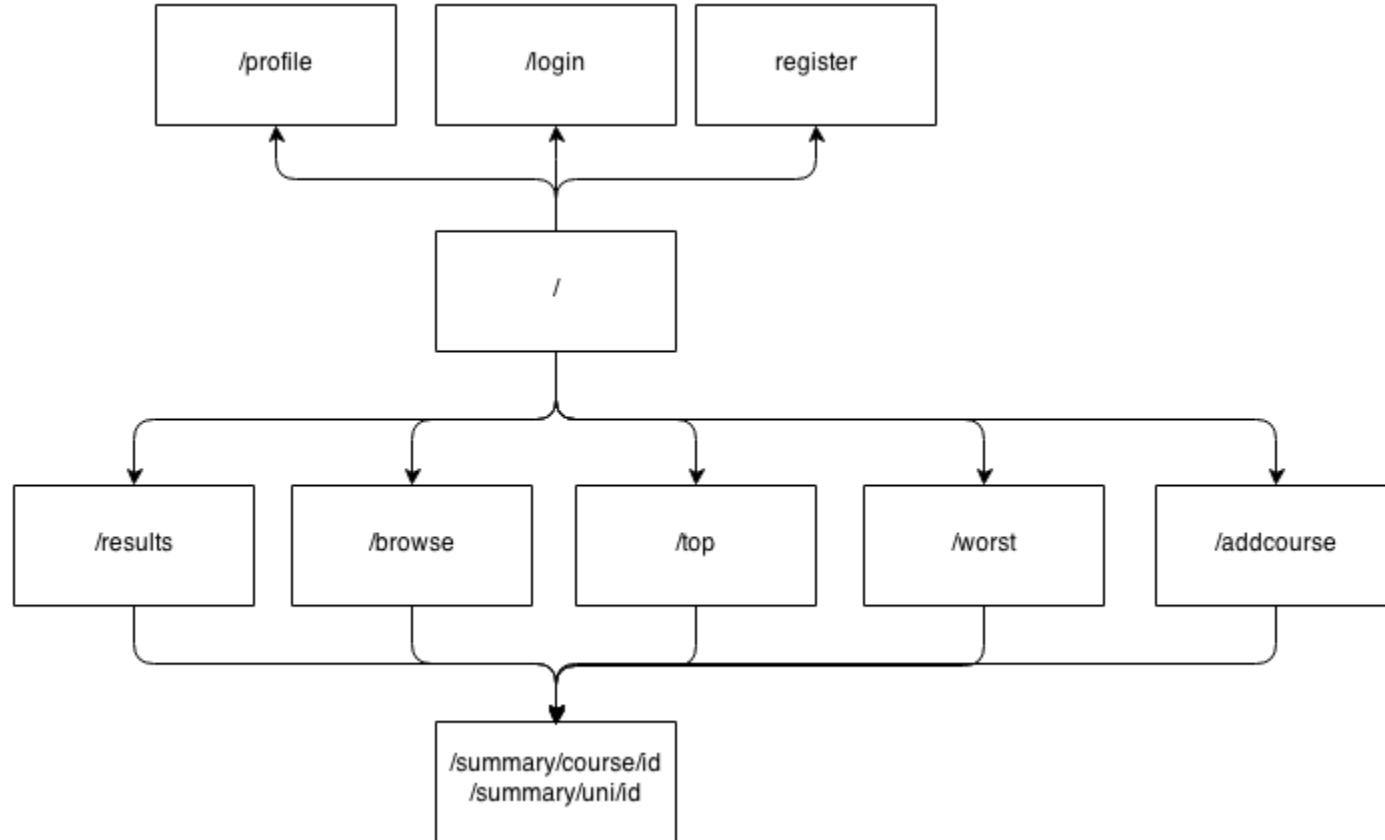 /profile
/login
register
/
/results
/browse
/top
/worst
/addcourse
/summary/course/id
/summary/uni/id